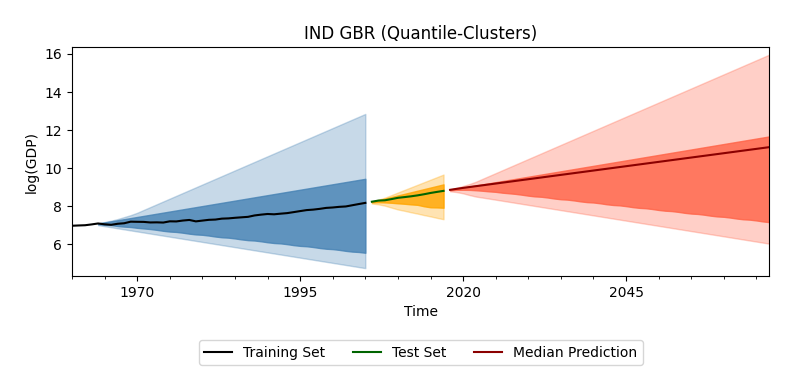 IND GBR (Quantile-Clusters)
16
14
12
10
8
6
log(GDP)
1970 1995 2020 2045
Time
Training Set Test Set Median Prediction